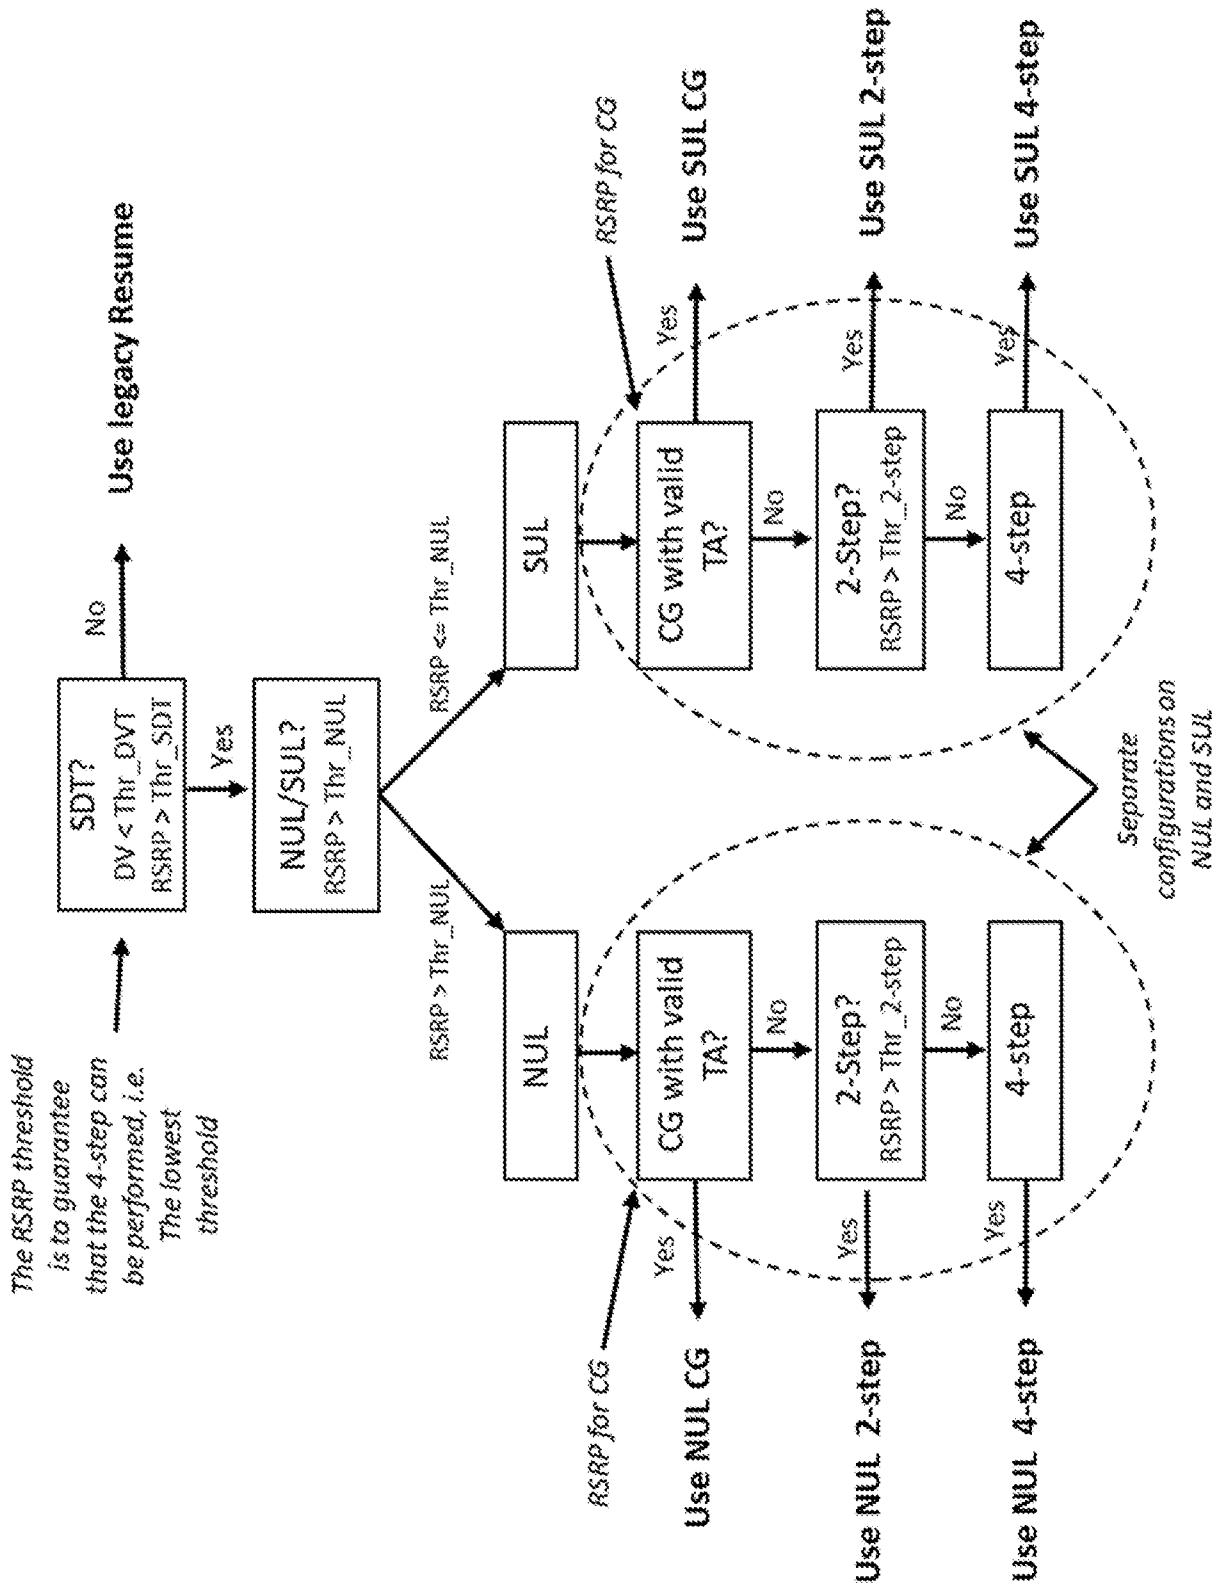 The RSRP threshold
is to guarantee
that the 4-step can
be performed, i.e.
The lowest
threshold
SDT?
DV < Thr_DVT
RSRP > Thr_SDT
No
Use legacy Resume
Yes
NUL/SUL?
RSRP > Thr_NUL
RSRP > Thr_NUL
RSRP <= Thr_NUL
NUL
SUL
RSRP for CG
RSRP for CG
CG with valid
TA?
Yes
Use NUL CG
No
2-Step?
RSRP > Thr_2-step
Yes
Use NUL 2-step
No
4-step
Yes
Use NUL 4-step
CG with valid
TA?
Yes
Use SUL CG
No
2-Step?
RSRP > Thr_2-step
Yes
Use SUL 2-step
No
4-step
Yes
Use SUL 4-step
Separate
configurations on
NUL and SUL